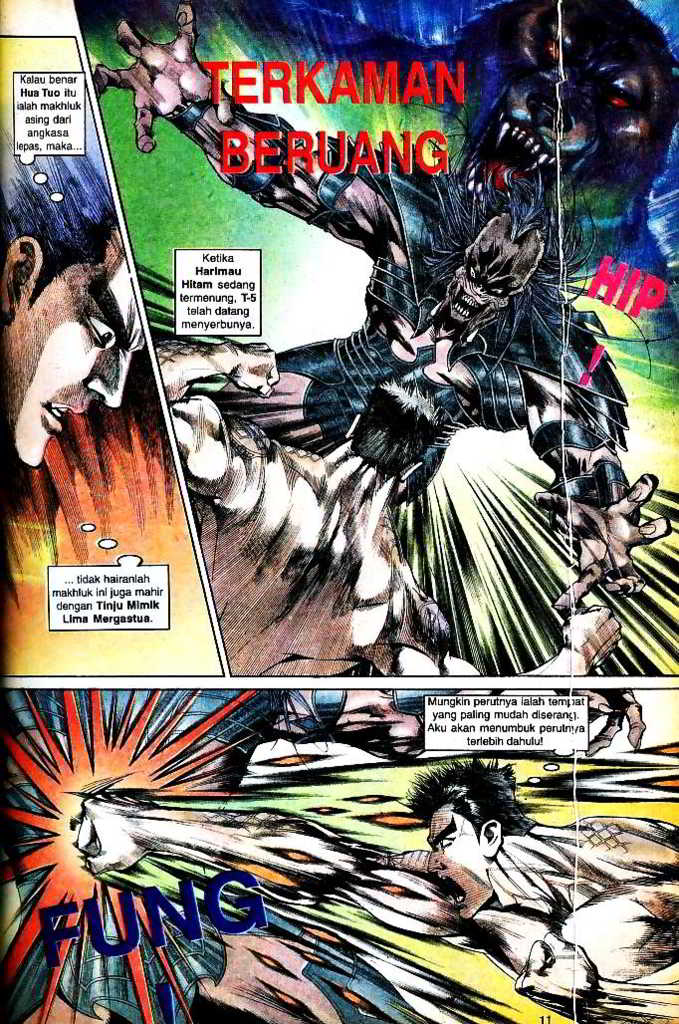 Kalau benar
Hua Tuo itu
ialah makhluk
asing dari
angkasa
lepas, maka...
TERKAMAN
BERUANG
Ketika
Harimau
Hitam sedang
termenung, T-5
telah datang
menyerbunya.
HIP
!
... tidak hairanlah
makhluk ini juga mahir
dengan Tinju Mimik
Lima Mergastua.
Mungkin perutnya ialah tempat
yang paling mudah diserang.
Aku akan menumbuk perutnya
terlebih dahulu!
FUNG
!
11